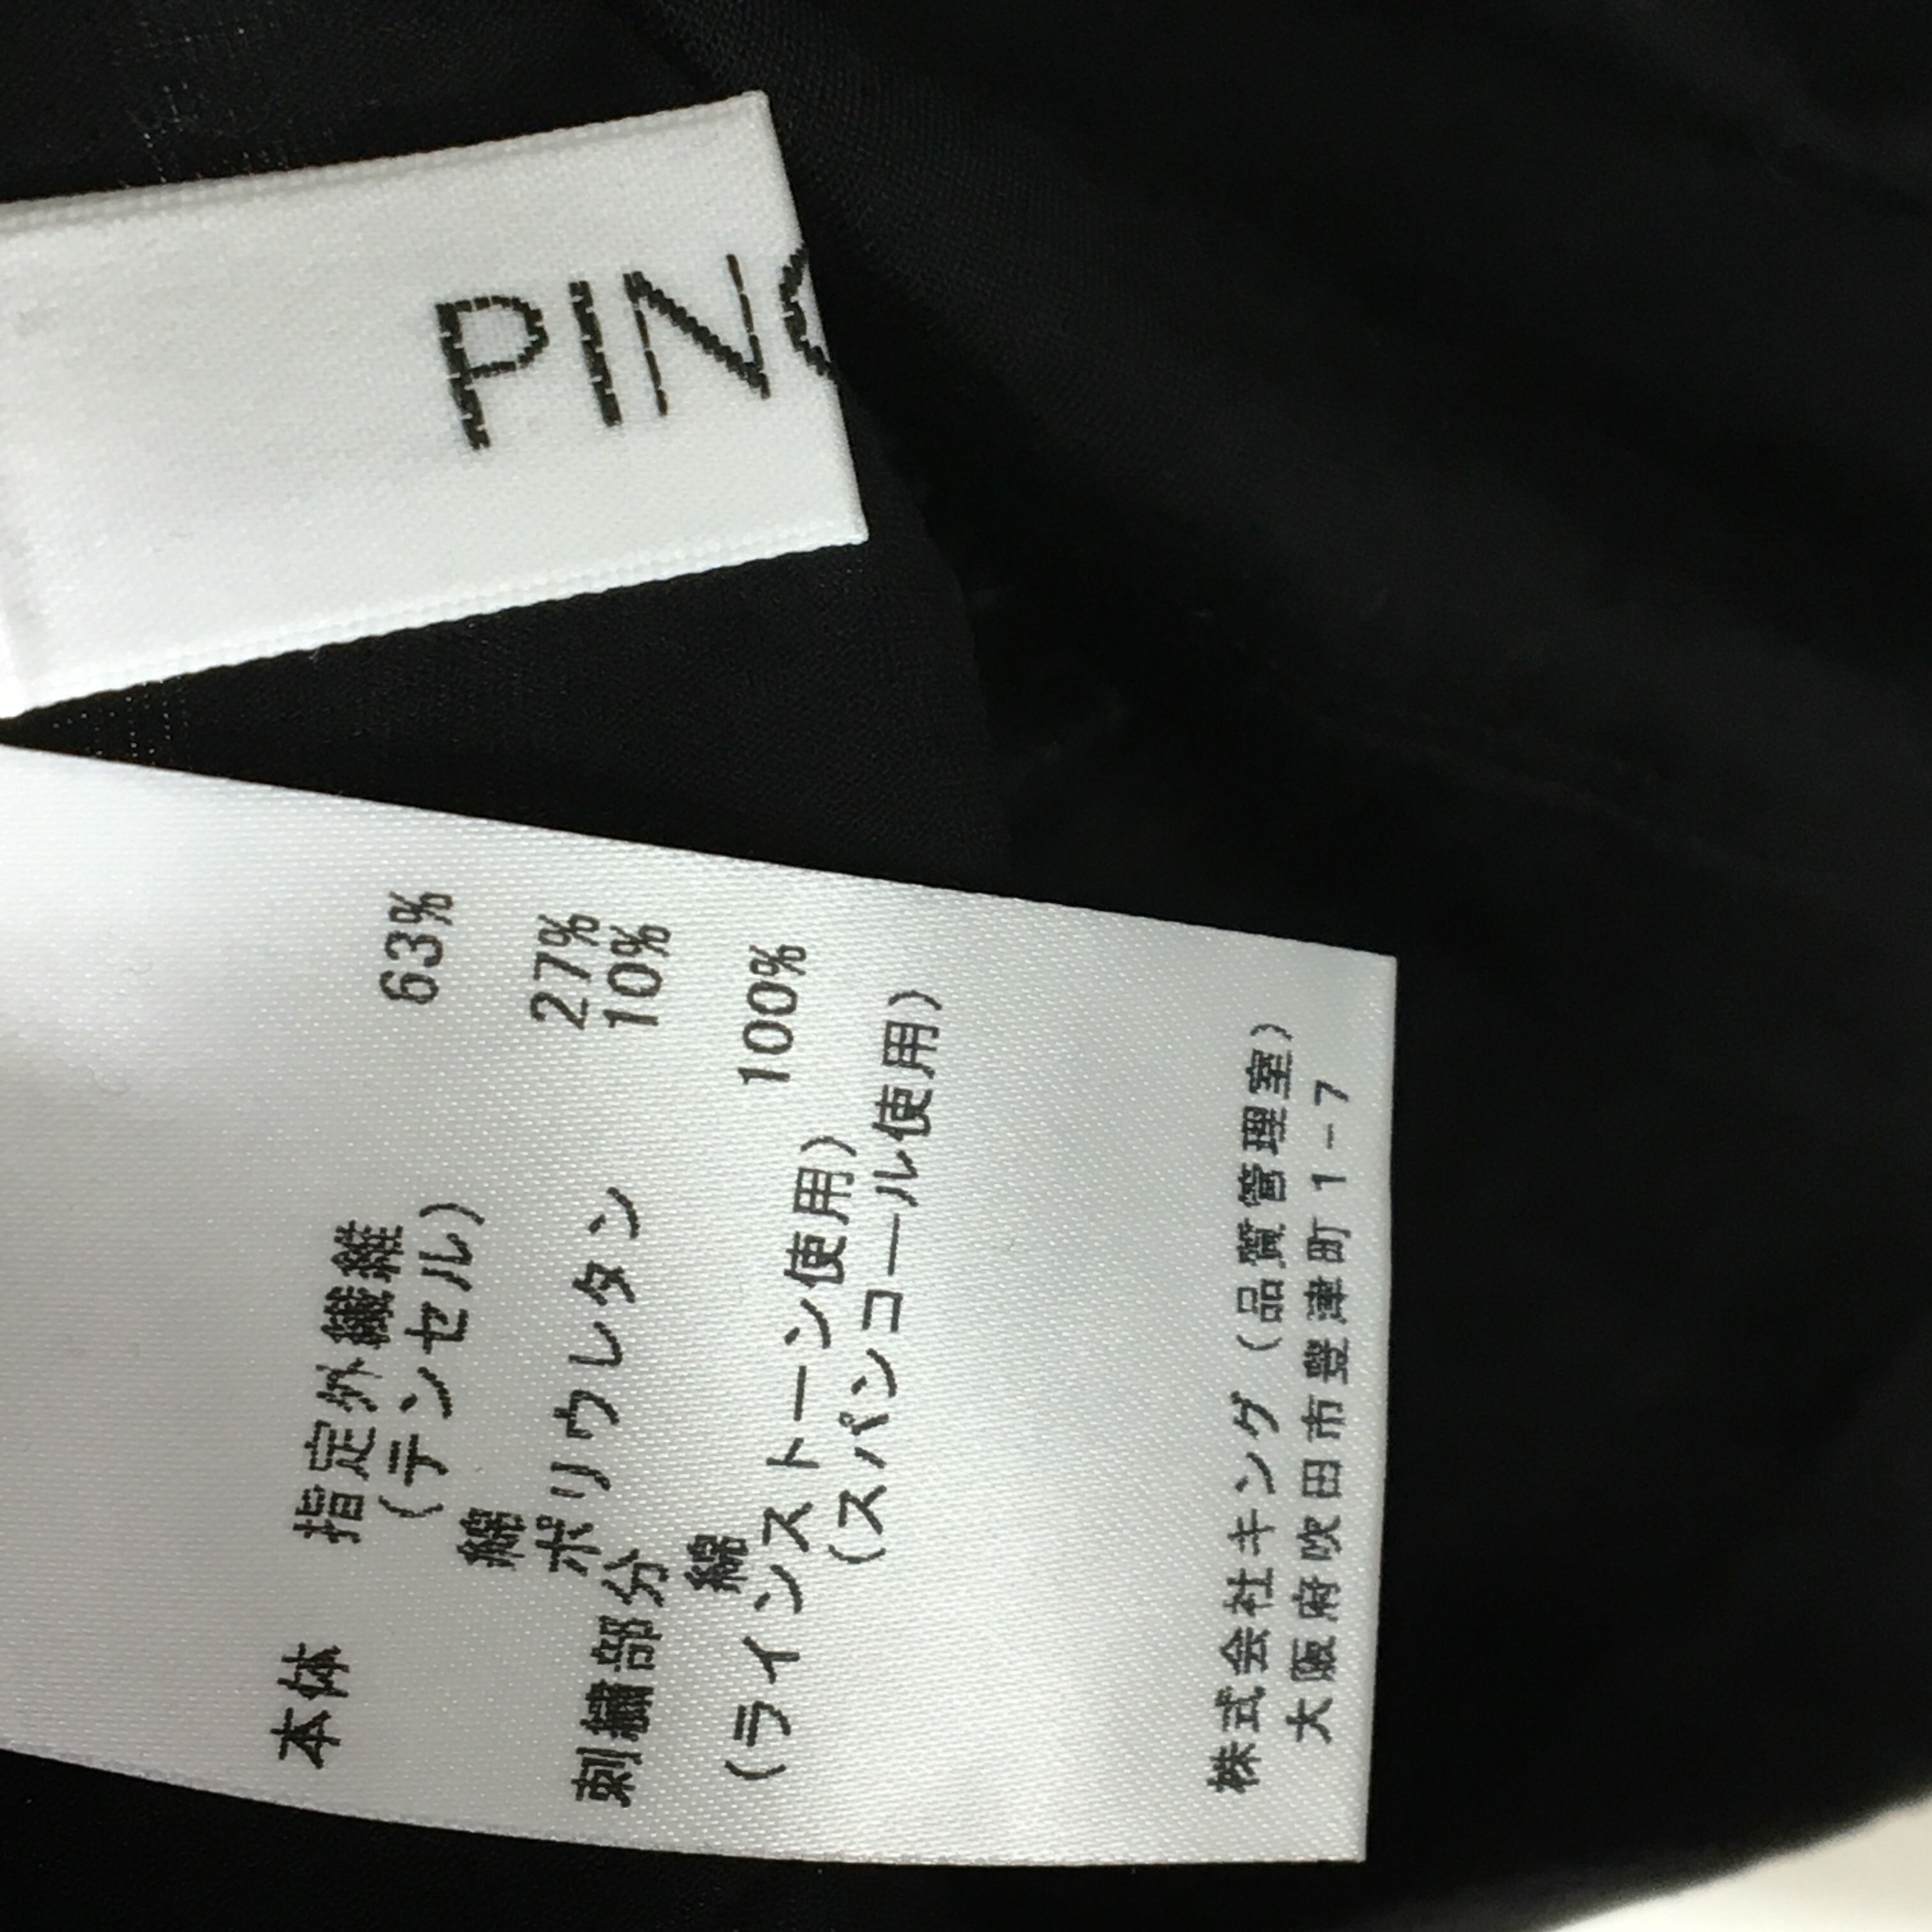 PINO
本体
指定外繊維 63%
(テンセル)
綿 27%
ポリウレタン 10%
刺繍部分
綿 100%
(ラインストーン使用)
(スパンコール使用)
株式会社キング(品質管理室)
大阪府吹田市豊津町1-7